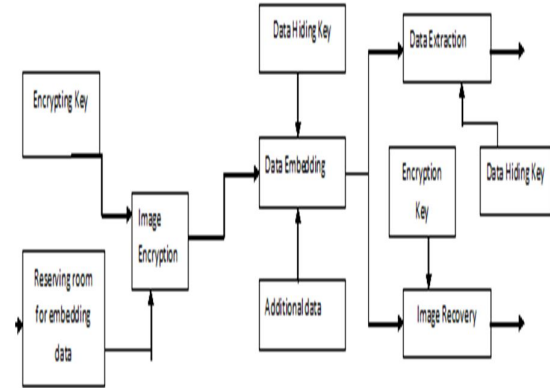 Data Hiding Key
Data Extraction
Encrypting Key
Data Embedding
Encryption
Key
Data Hiding Key
Image
Encryption
Reserving room
for embedding
data
Additional data
Image Recovery